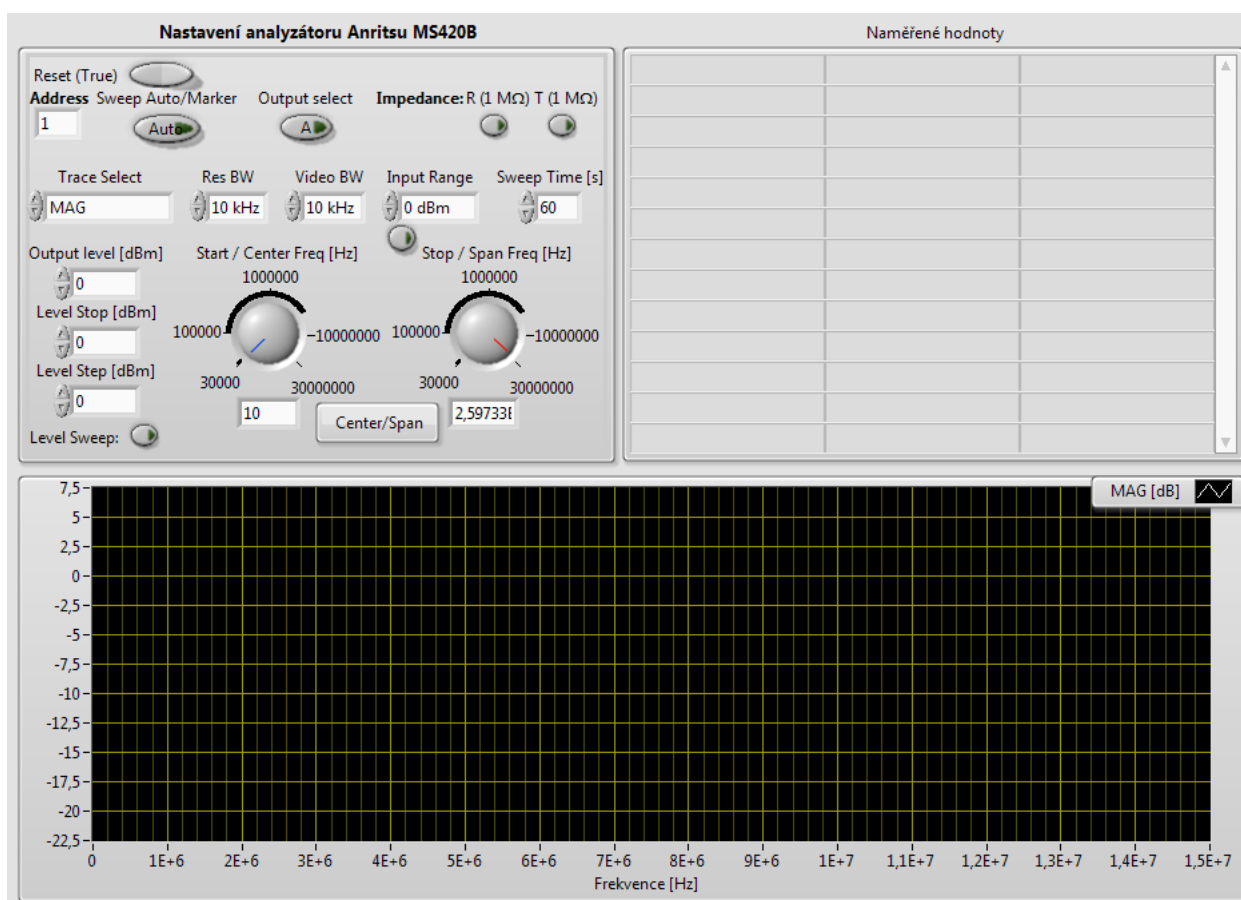 Nastavení analyzátoru Anritsu MS420B
Naměřené hodnoty
Reset (True)
Address Sweep Auto/Marker Output select Impedance: R (1 MΩ) T (1 MΩ)
1 Auto A
Trace Select Res BW Video BW Input Range Sweep Time [s]
MAG 10 kHz 10 kHz 0 dBm 60
Output level [dBm] Start / Center Freq [Hz] Stop / Span Freq [Hz]
0 1000000 1000000
Level Stop [dBm]
0 100000 10000000 100000 10000000
Level Step [dBm]
30000 30000000 30000 30000000
0 10 Center/Span 2,59733E
Level Sweep:
MAG [dB]
7,5
5
2,5
0
-2,5
-5
-7,5
-10
-12,5
-15
-17,5
-20
-22,5
0 1E+6 2E+6 3E+6 4E+6 5E+6 6E+6 7E+6 8E+6 9E+6 1E+7 1,1E+7 1,2E+7 1,3E+7 1,4E+7 1,5E+7
Frekvence [Hz]